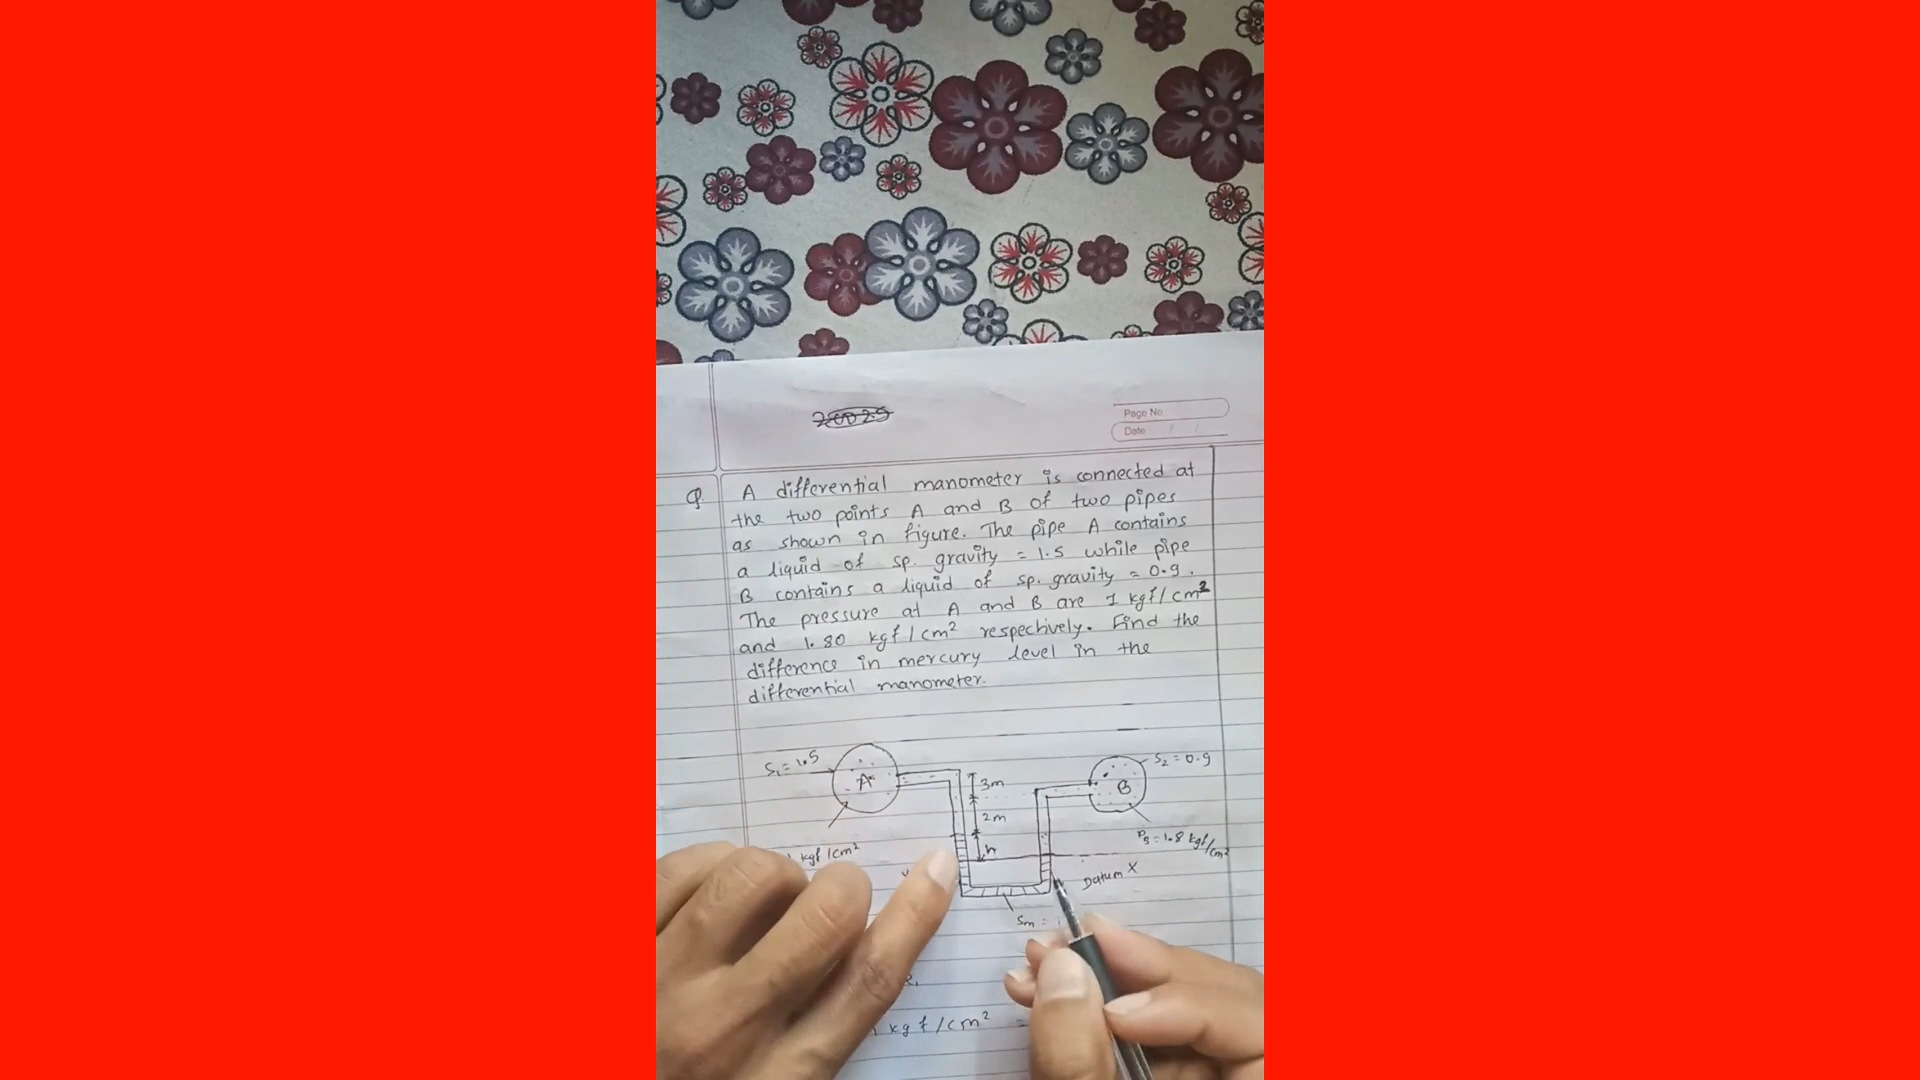 Page No
Date / /
Q. A differential manometer is connected at
the two points A and B of two pipes
as shown in figure. The pipe A contains
a liquid of sp. gravity = 1.5 while pipe
B contains a liquid of sp. gravity = 0.9.
The pressure at A and B are 1 kgf/cm²
and 1.80 kgf/cm² respectively. Find the
difference in mercury level in the
differential manometer.
S₁ = 1.5
A
3m
2m
h
S₂ = 0.9
B
kgf/cm²
P_B = 1.8 kgf/cm²
Datum X
Sm =
kgf/cm² =